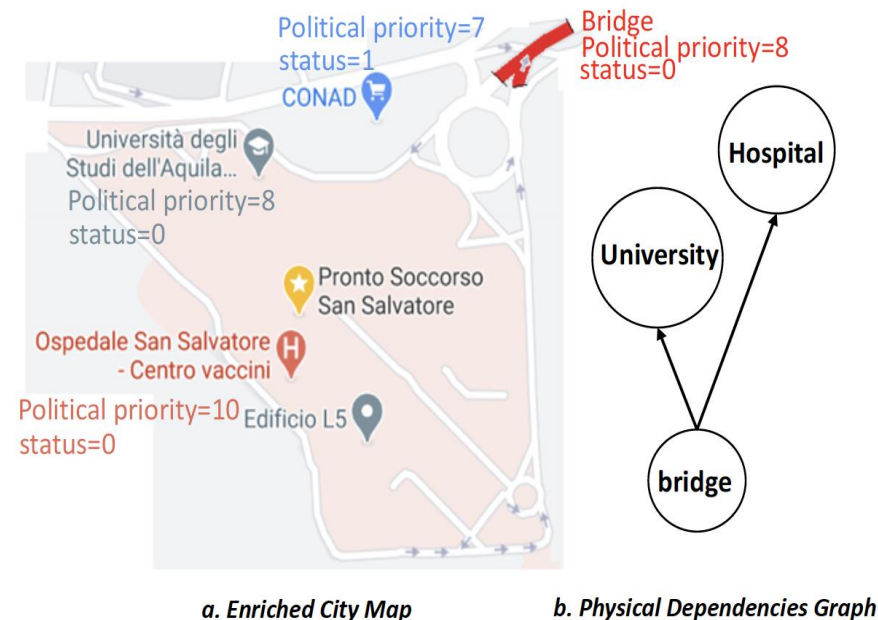 Political priority=7
status=1
CONAD
Bridge
Political priority=8
status=0
Università degli
Studi dell'Aquila...
Political priority=8
status=0
Pronto Soccorso
San Salvatore
Ospedale San Salvatore
- Centro vaccini
H
Political priority=10
status=0
Edificio L5
Hospital
University
bridge
a. Enriched City Map
b. Physical Dependencies Graph